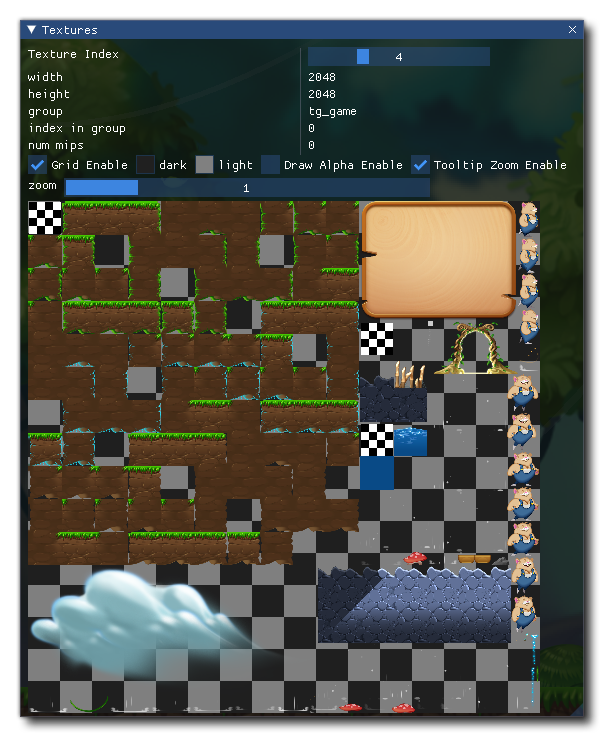 Textures
Texture Index 4
width 2048
height 2048
group tg_game
index in group 0
num mips 0
Grid Enable dark light Draw Alpha Enable Tooltip Zoom Enable
zoom 1